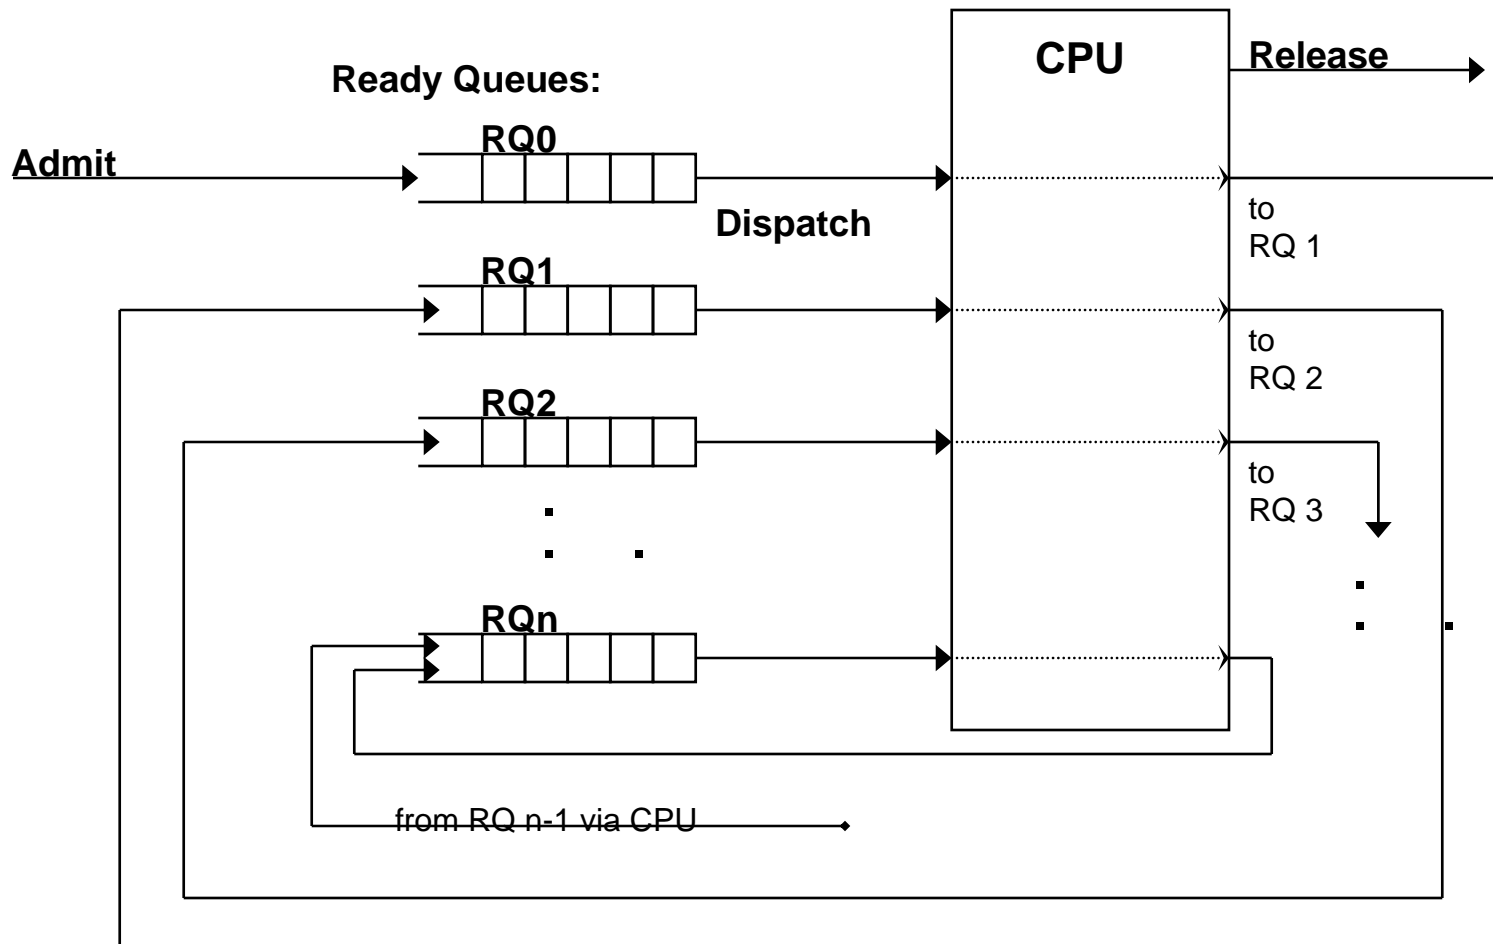 CPU
Release
Ready Queues:
RQ0
Admit
to
RQ 1
Dispatch
RQ1
to
RQ 2
RQ2
to
RQ 3
RQn
from RQ n-1 via CPU